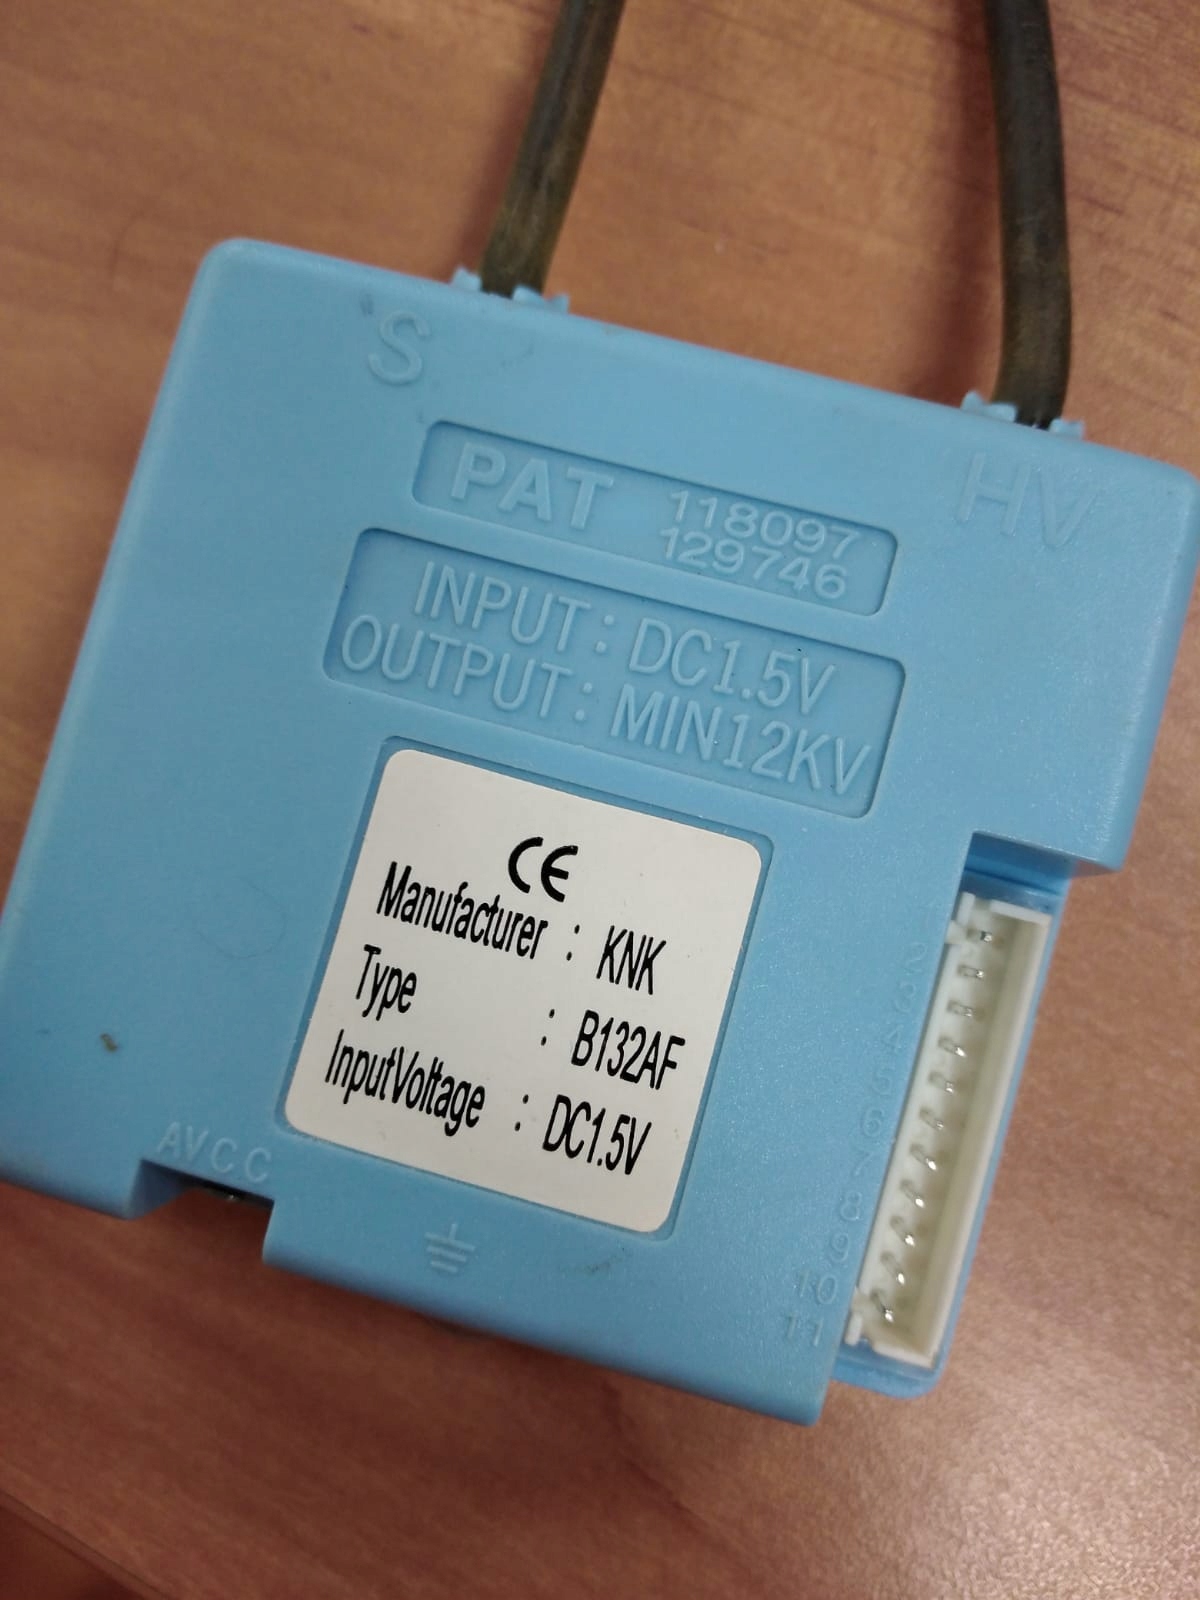 S
HV
PAT 118097
129746
INPUT : DC1.5V
OUTPUT : MIN12KV
CE
Manufacturer : KNK
Type : B132AF
InputVoltage : DC1.5V
AVCC
2
3
4
5
6
7
8
9
10
11